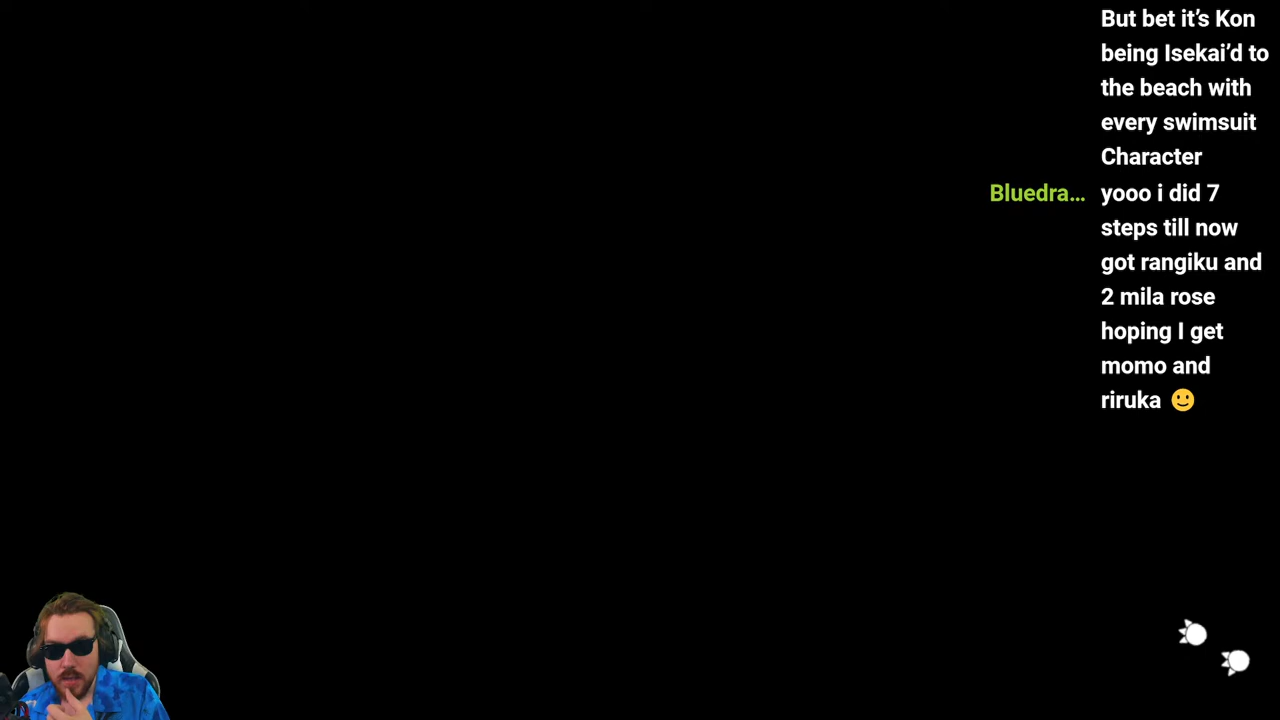 But bet it’s Kon
being Isekai’d to
the beach with
every swimsuit
Character
Bluedra… yooo i did 7
steps till now
got rangiku and
2 mila rose
hoping I get
momo and
riruka 🙂